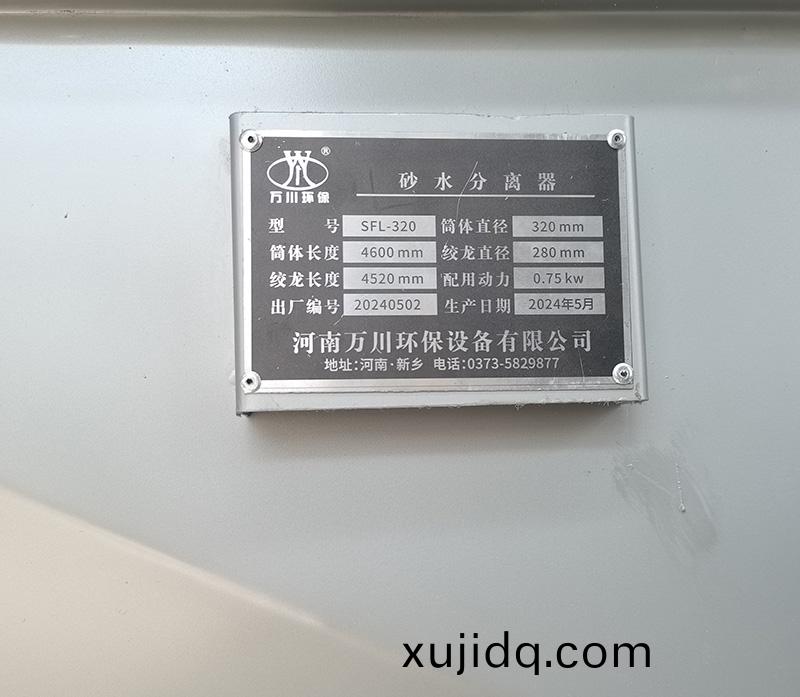 ®
万川环保
砂水分离器
型 号 SFL-320 筒体直径 320mm
筒体长度 4600mm 绞龙直径 280mm
绞龙长度 4520mm 配用动力 0.75kw
出厂编号 20240502 生产日期 2024年5月
河南万川环保设备有限公司
地址:河南·新乡 电话:0373-5829877
xujidq.com